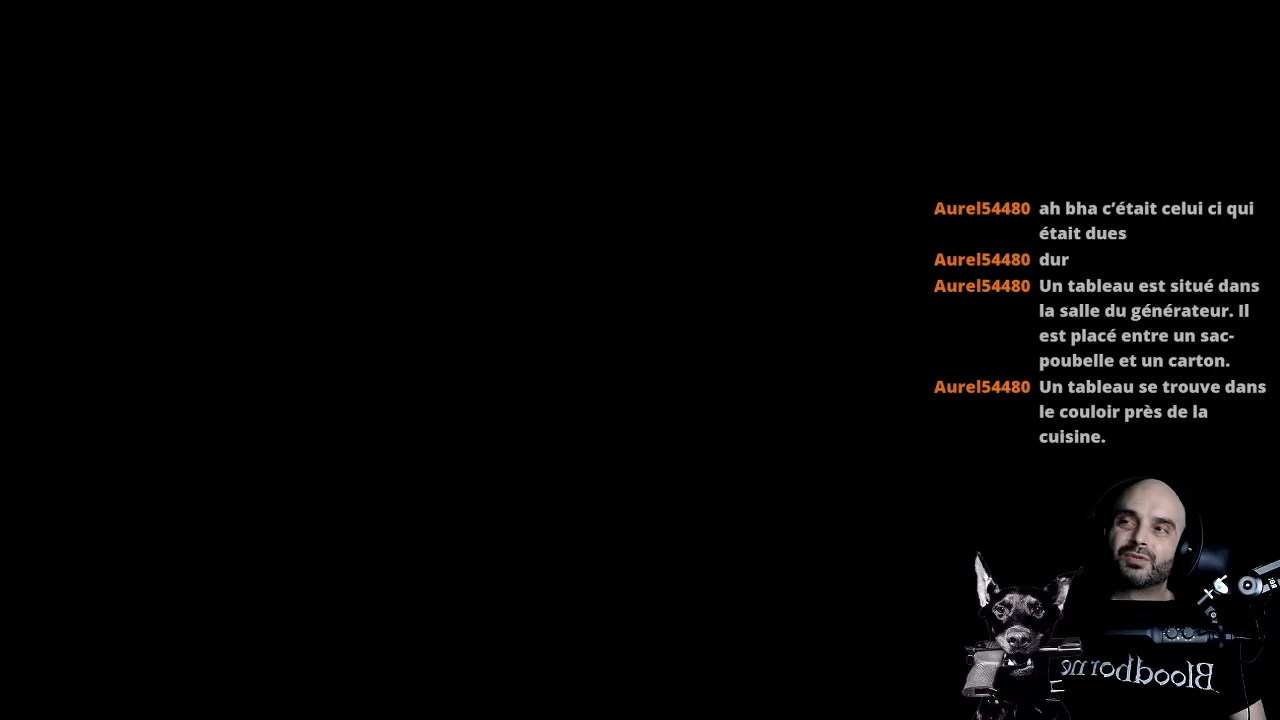 Aurel54480 ah bha c’était celui ci qui
était dues
Aurel54480 dur
Aurel54480 Un tableau est situé dans
la salle du générateur. Il
est placé entre un sac-
poubelle et un carton.
Aurel54480 Un tableau se trouve dans
le couloir près de la
cuisine.
Bloodborne